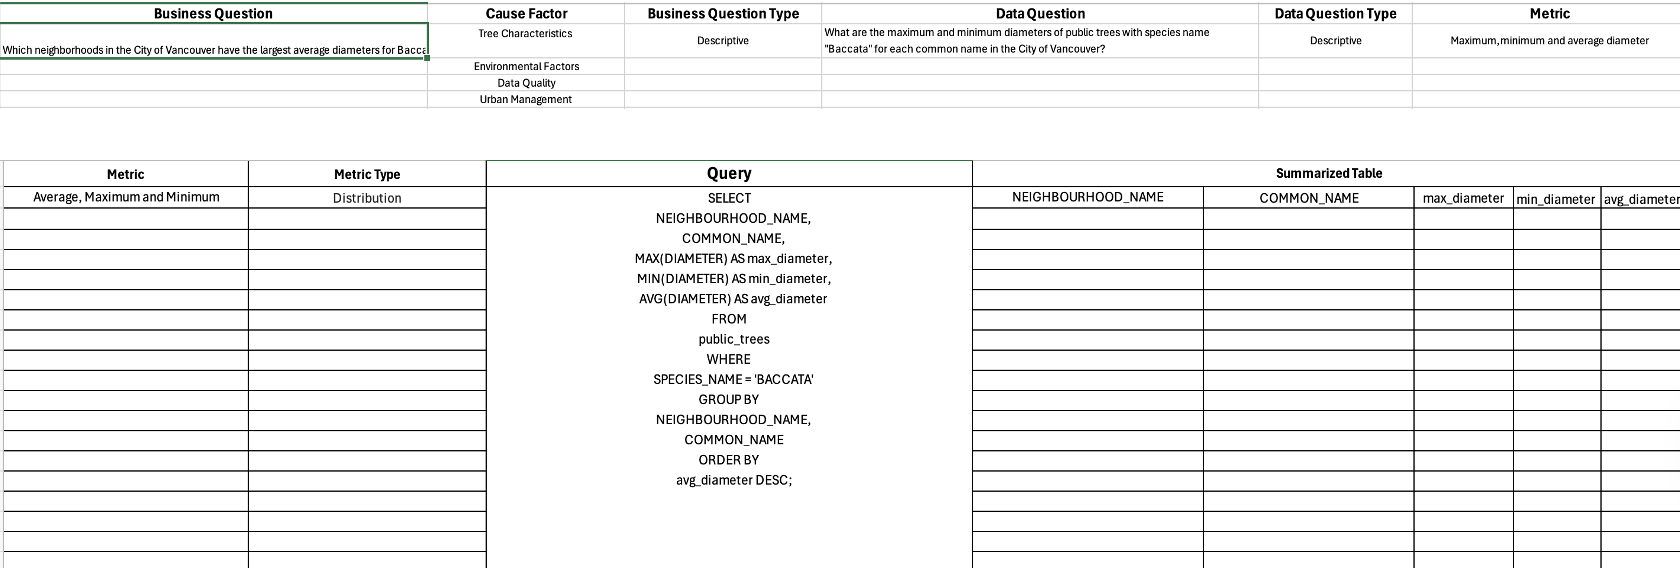 Business Question Cause Factor Business Question Type Data Question Data Question Type Metric
Which neighborhoods in the City of Vancouver have the largest average diameters for Bacca Tree Characteristics Descriptive What are the maximum and minimum diameters of public trees with species name
"Baccata" for each common name in the City of Vancouver? Descriptive Maximum,minimum and average diameter
Environmental Factors
Data Quality
Urban Management
Metric Metric Type Query Summarized Table
Average, Maximum and Minimum Distribution SELECT NEIGHBOURHOOD_NAME COMMON_NAME max_diameter min_diameter avg_diameter
NEIGHBOURHOOD_NAME,
COMMON_NAME,
MAX(DIAMETER) AS max_diameter,
MIN(DIAMETER) AS min_diameter,
AVG(DIAMETER) AS avg_diameter
FROM
public_trees
WHERE
SPECIES_NAME = 'BACCATA'
GROUP BY
NEIGHBOURHOOD_NAME,
COMMON_NAME
ORDER BY
avg_diameter DESC;